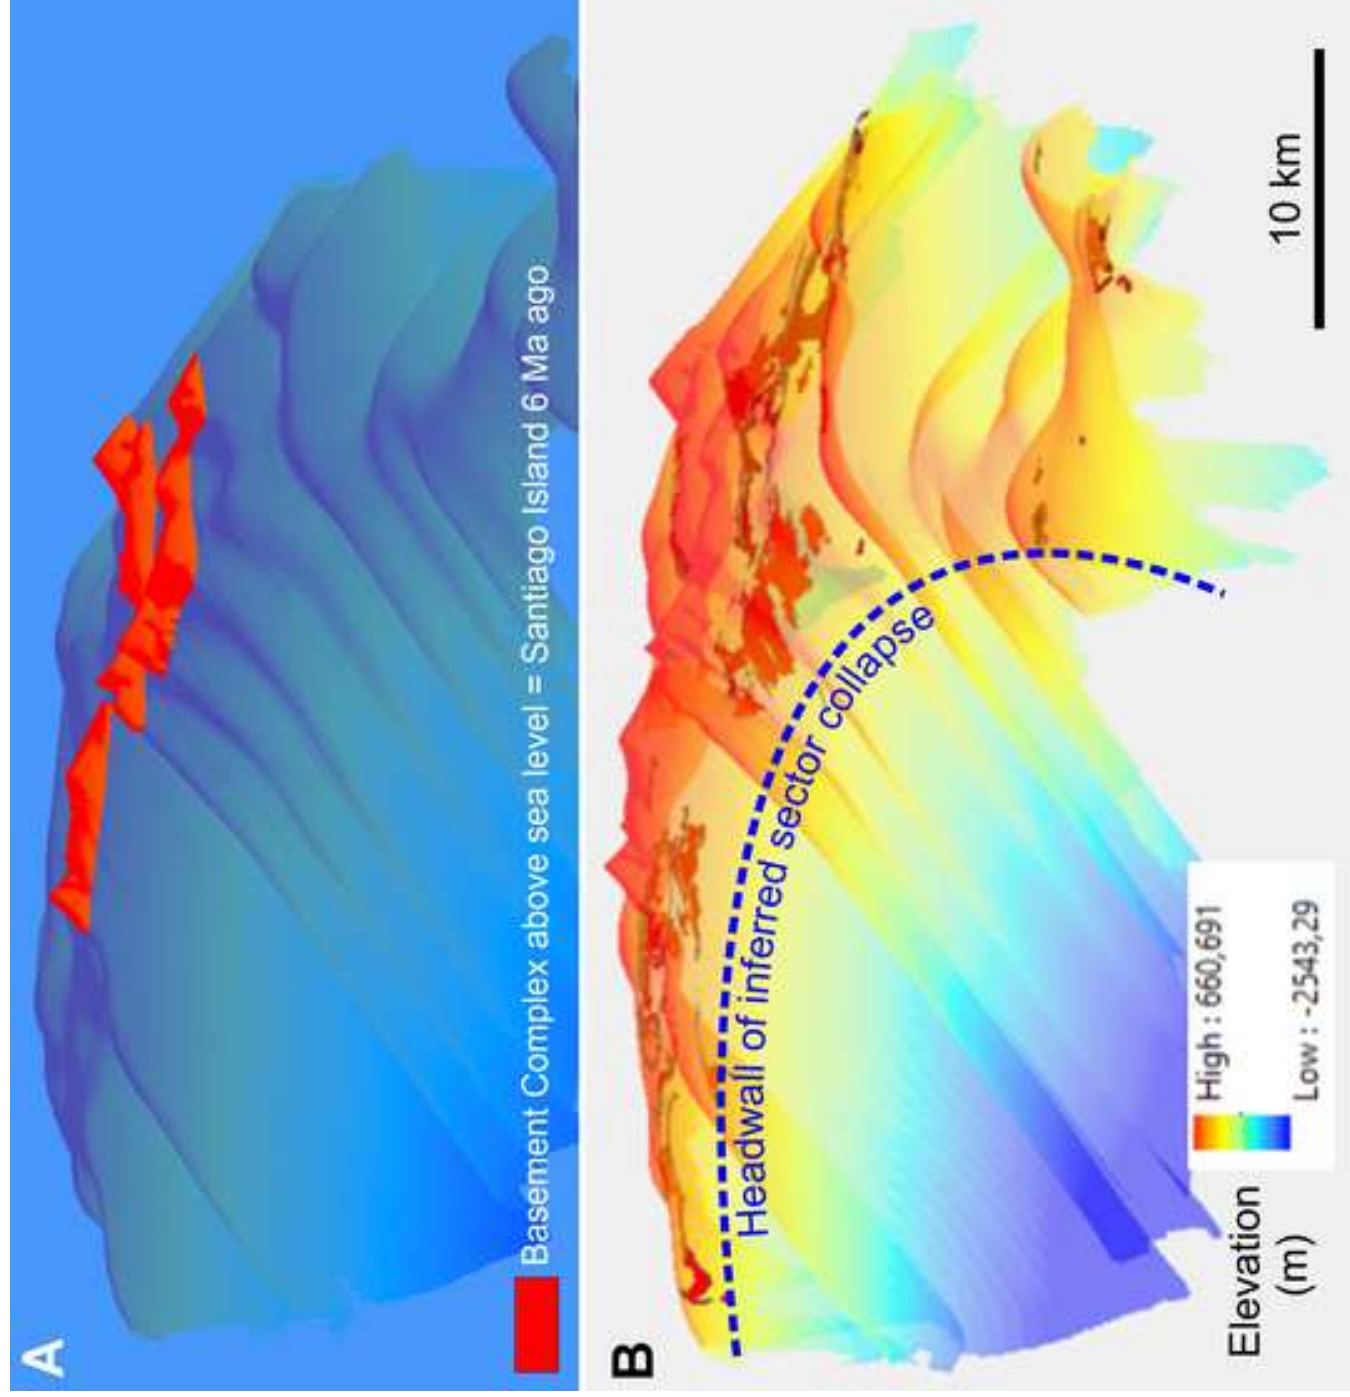 A
Basement Complex above sea level = Santiago Island 6 Ma ago
B
Headwall of inferred sector collapse
Elevation
(m)
High : 660,691
Low : -2543,29
10 km